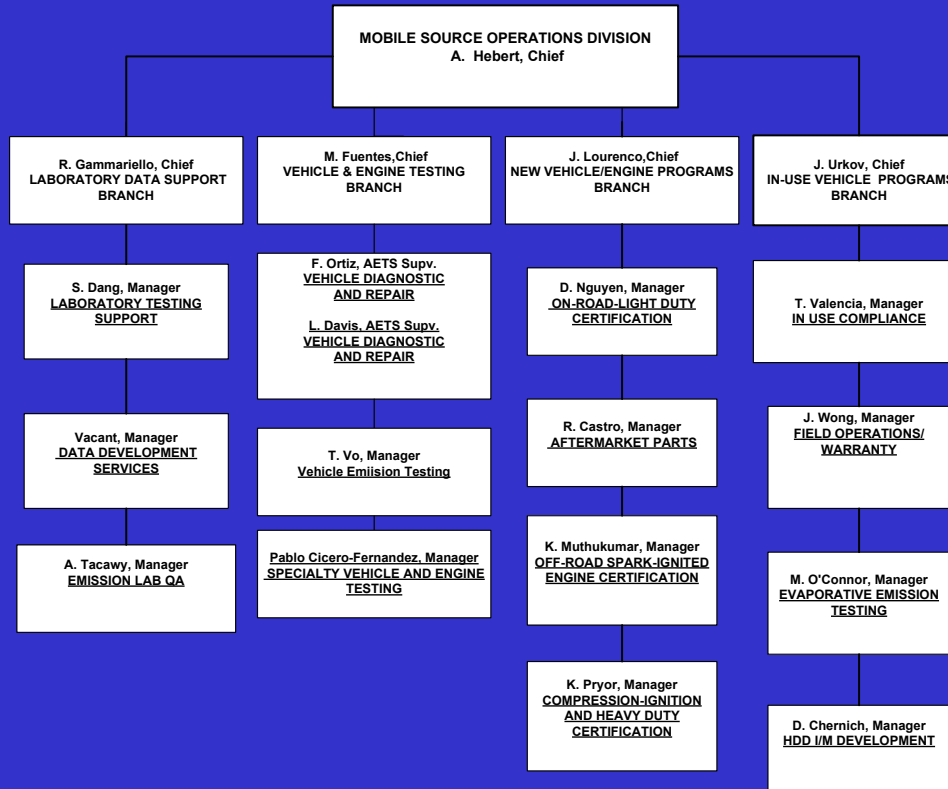 MOBILE SOURCE OPERATIONS DIVISION
A. Hebert, Chief
R. Gammariello, Chief
LABORATORY DATA SUPPORT
BRANCH
S. Dang, Manager
LABORATORY TESTING
SUPPORT
Vacant, Manager
DATA DEVELOPMENT
SERVICES
A. Tacawy, Manager
EMISSION LAB QA
M. Fuentes,Chief
VEHICLE & ENGINE TESTING
BRANCH
F. Ortiz, AETS Supv.
VEHICLE DIAGNOSTIC
AND REPAIR
L. Davis, AETS Supv.
VEHICLE DIAGNOSTIC
AND REPAIR
T. Vo, Manager
Vehicle Emiision Testing
Pablo Cicero-Fernandez, Manager
SPECIALTY VEHICLE AND ENGINE
TESTING
J. Lourenco,Chief
NEW VEHICLE/ENGINE PROGRAMS
BRANCH
D. Nguyen, Manager
ON-ROAD-LIGHT DUTY
CERTIFICATION
R. Castro, Manager
AFTERMARKET PARTS
K. Muthukumar, Manager
OFF-ROAD SPARK-IGNITED
ENGINE CERTIFICATION
K. Pryor, Manager
COMPRESSION-IGNITION
AND HEAVY DUTY
CERTIFICATION
J. Urkov, Chief
IN-USE VEHICLE PROGRAMS
BRANCH
T. Valencia, Manager
IN USE COMPLIANCE
J. Wong, Manager
FIELD OPERATIONS/
WARRANTY
M. O'Connor, Manager
EVAPORATIVE EMISSION
TESTING
D. Chernich, Manager
HDD I/M DEVELOPMENT